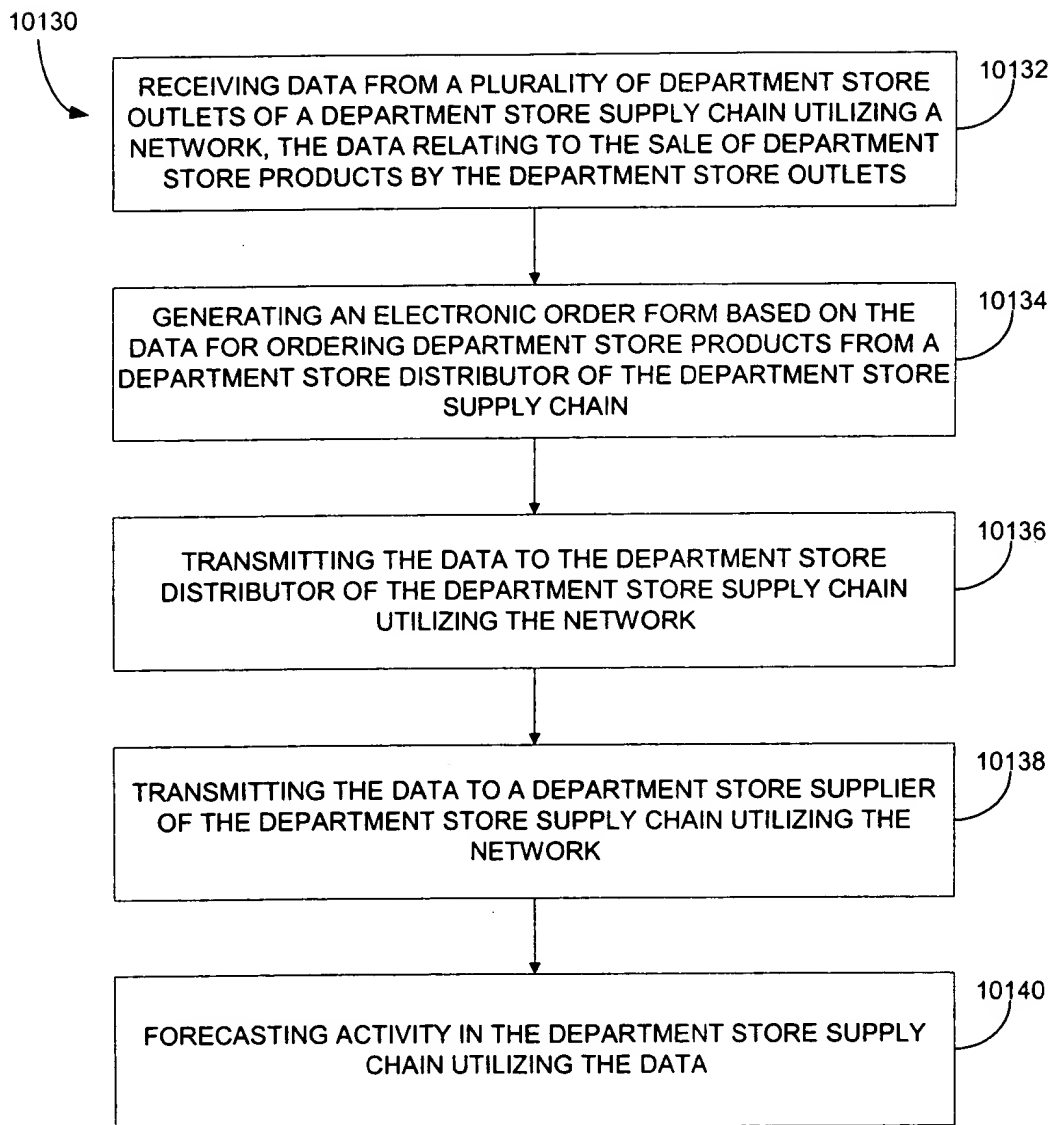 10130
RECEIVING DATA FROM A PLURALITY OF DEPARTMENT STORE
OUTLETS OF A DEPARTMENT STORE SUPPLY CHAIN UTILIZING A
NETWORK, THE DATA RELATING TO THE SALE OF DEPARTMENT
STORE PRODUCTS BY THE DEPARTMENT STORE OUTLETS
10132
GENERATING AN ELECTRONIC ORDER FORM BASED ON THE
DATA FOR ORDERING DEPARTMENT STORE PRODUCTS FROM A
DEPARTMENT STORE DISTRIBUTOR OF THE DEPARTMENT STORE
SUPPLY CHAIN
10134
TRANSMITTING THE DATA TO THE DEPARTMENT STORE
DISTRIBUTOR OF THE DEPARTMENT STORE SUPPLY CHAIN
UTILIZING THE NETWORK
10136
TRANSMITTING THE DATA TO A DEPARTMENT STORE SUPPLIER
OF THE DEPARTMENT STORE SUPPLY CHAIN UTILIZING THE
NETWORK
10138
FORECASTING ACTIVITY IN THE DEPARTMENT STORE SUPPLY
CHAIN UTILIZING THE DATA
10140